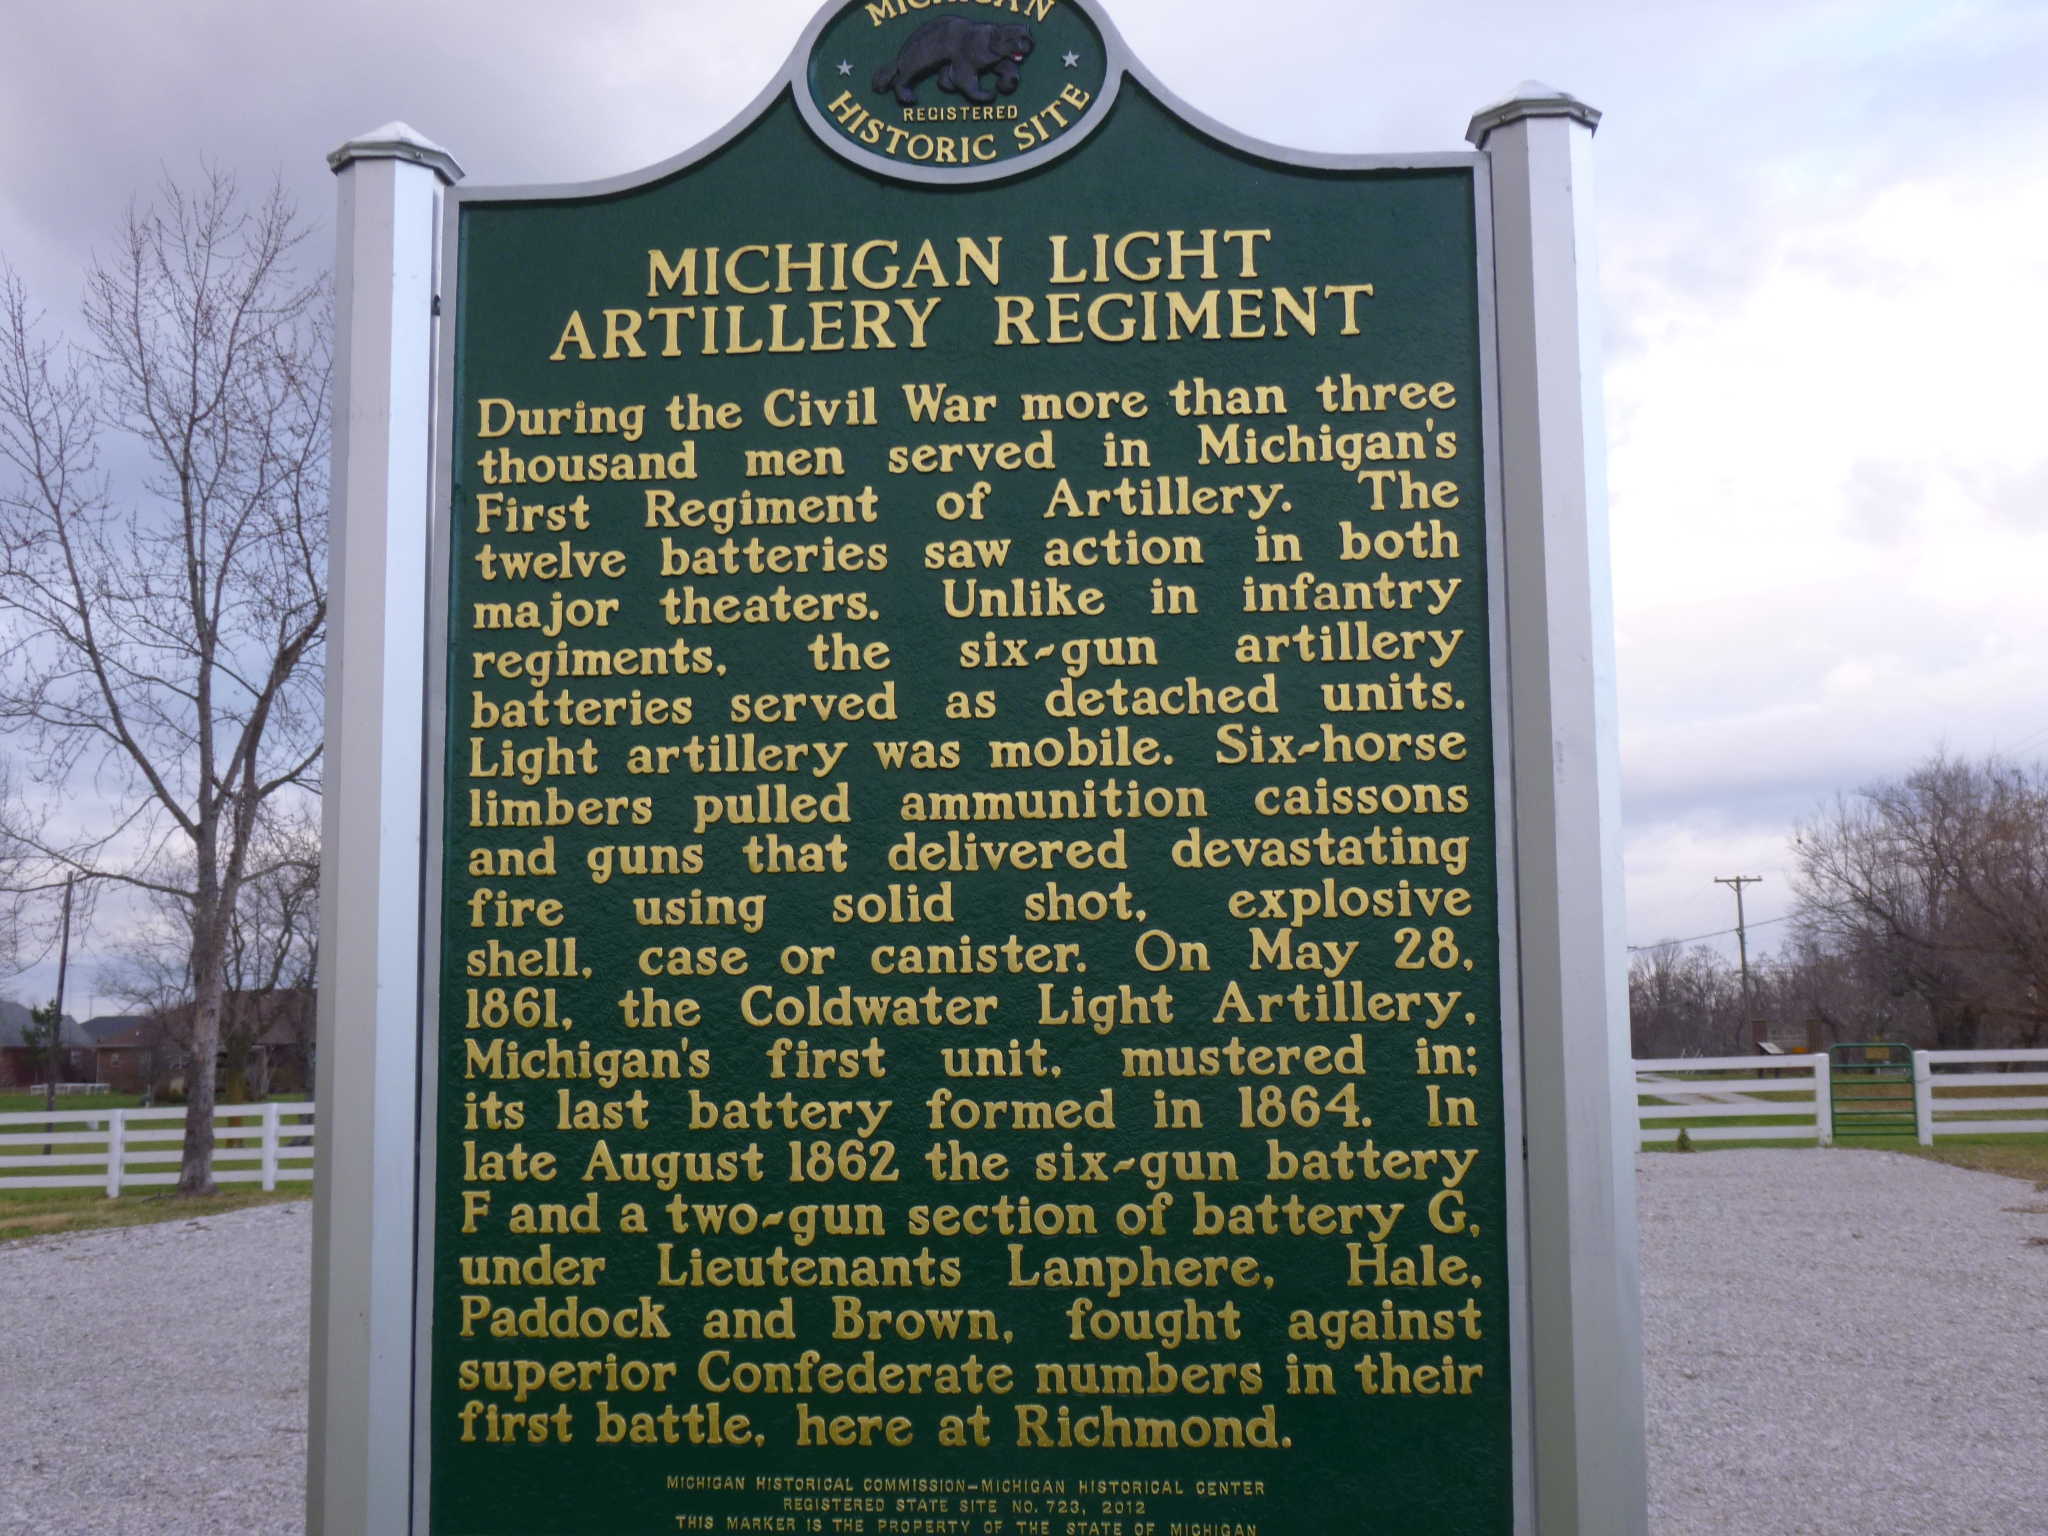 MICHIGAN
REGISTERED
HISTORIC SITE
MICHIGAN LIGHT
ARTILLERY REGIMENT
During the Civil War more than three
thousand men served in Michigan's
First Regiment of Artillery. The
twelve batteries saw action in both
major theaters. Unlike in infantry
regiments, the six-gun artillery
batteries served as detached units.
Light artillery was mobile. Six-horse
limbers pulled ammunition caissons
and guns that delivered devastating
fire using solid shot, explosive
shell, case or canister. On May 28,
1861, the Coldwater Light Artillery,
Michigan's first unit, mustered in;
its last battery formed in 1864. In
late August 1862 the six-gun battery
F and a two-gun section of battery G,
under Lieutenants Lanphere, Hale,
Paddock and Brown, fought against
superior Confederate numbers in their
first battle, here at Richmond.
MICHIGAN HISTORICAL COMMISSION-MICHIGAN HISTORICAL CENTER
REGISTERED STATE SITE NO. 723, 2012
THIS MARKER IS THE PROPERTY OF THE STATE OF MICHIGAN